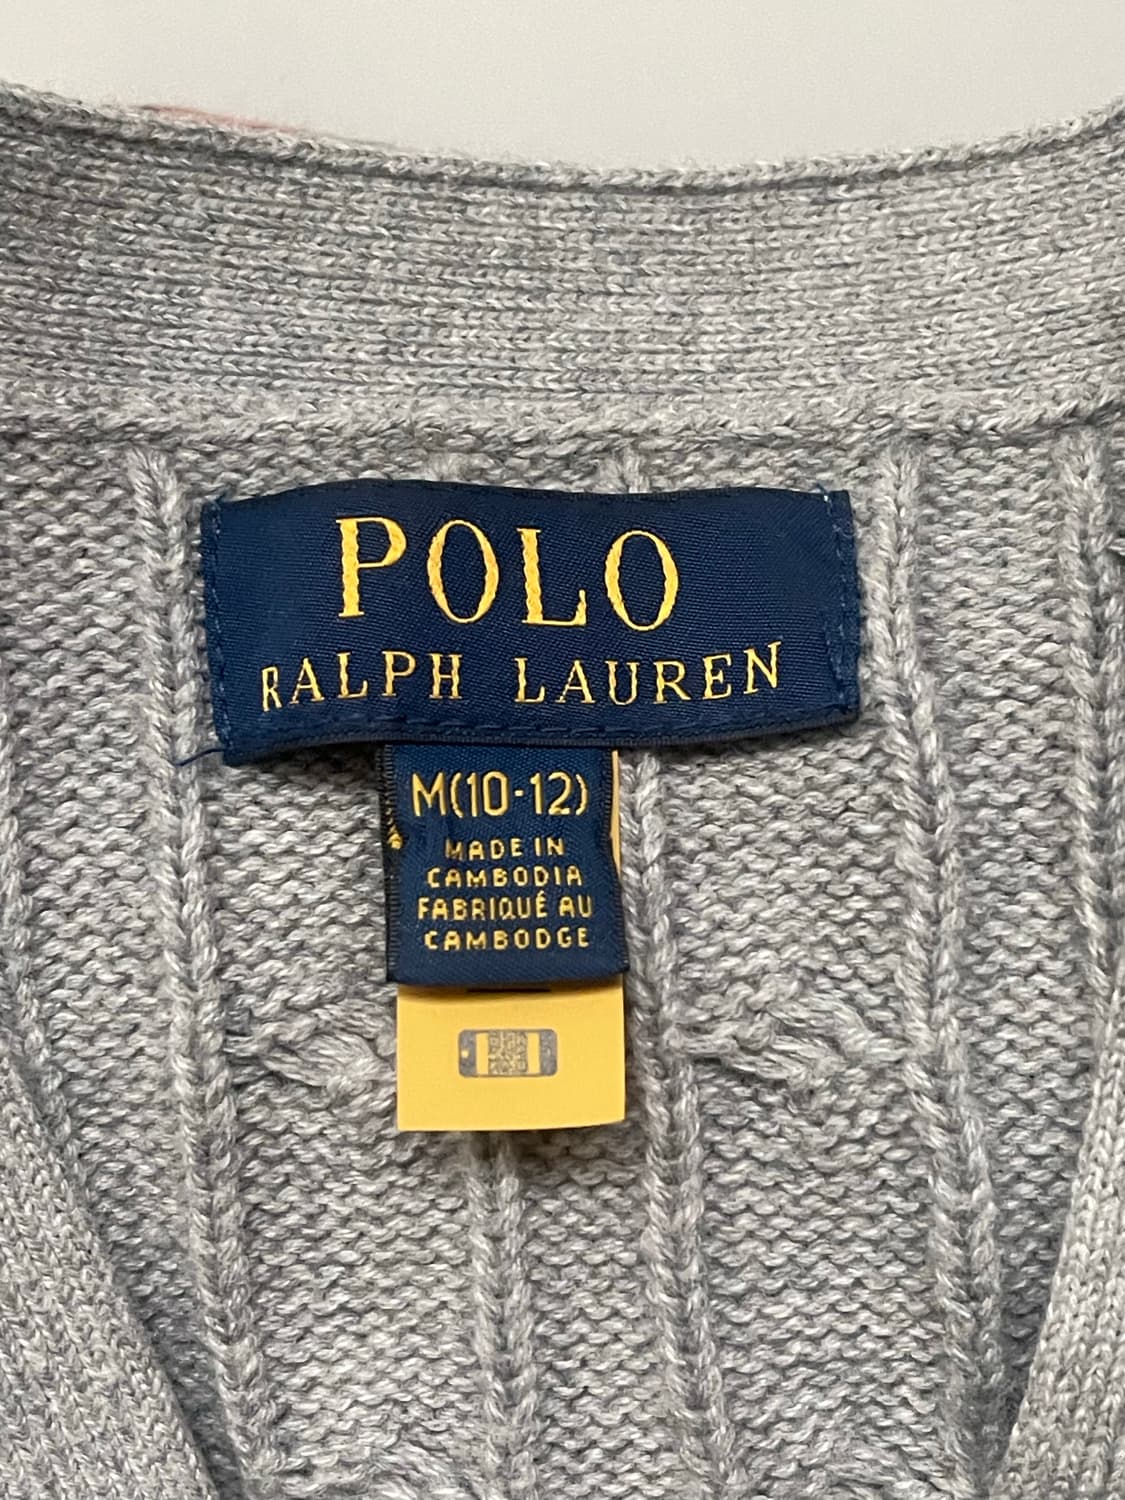 POLO
RALPH LAUREN
M(10-12)
MADE IN
CAMBODIA
FABRIQUÉ AU
CAMBODGE